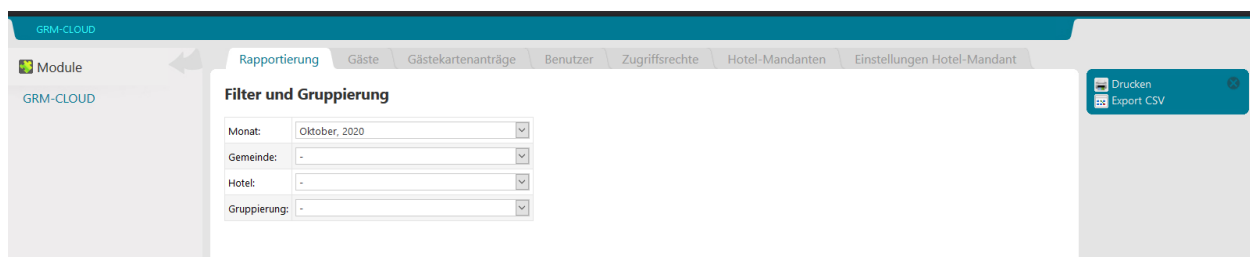 GRM-CLOUD
Module
GRM-CLOUD
Rapportierung Gäste Gästekartenanträge Benutzer Zugriffsrechte Hotel-Mandanten Einstellungen Hotel-Mandant
Filter und Gruppierung
Monat: Oktober, 2020
Gemeinde: -
Hotel: -
Gruppierung: -
Drucken
Export CSV